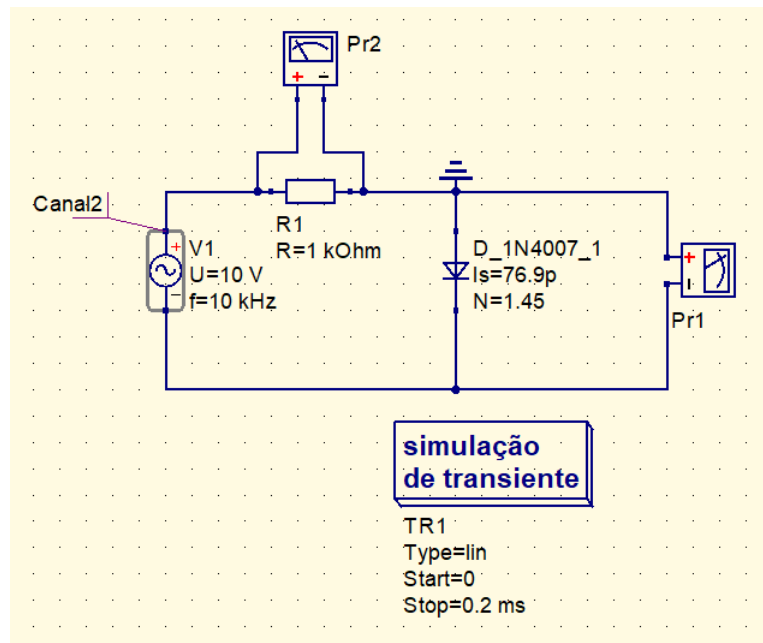 Pr2
Canal2
R1
R=1 kOhm
V1
U=10 V
f=10 kHz
D_1N4007_1
Is=76.9p
N=1.45
Pr1
simulação
de transiente
TR1
Type=lin
Start=0
Stop=0.2 ms